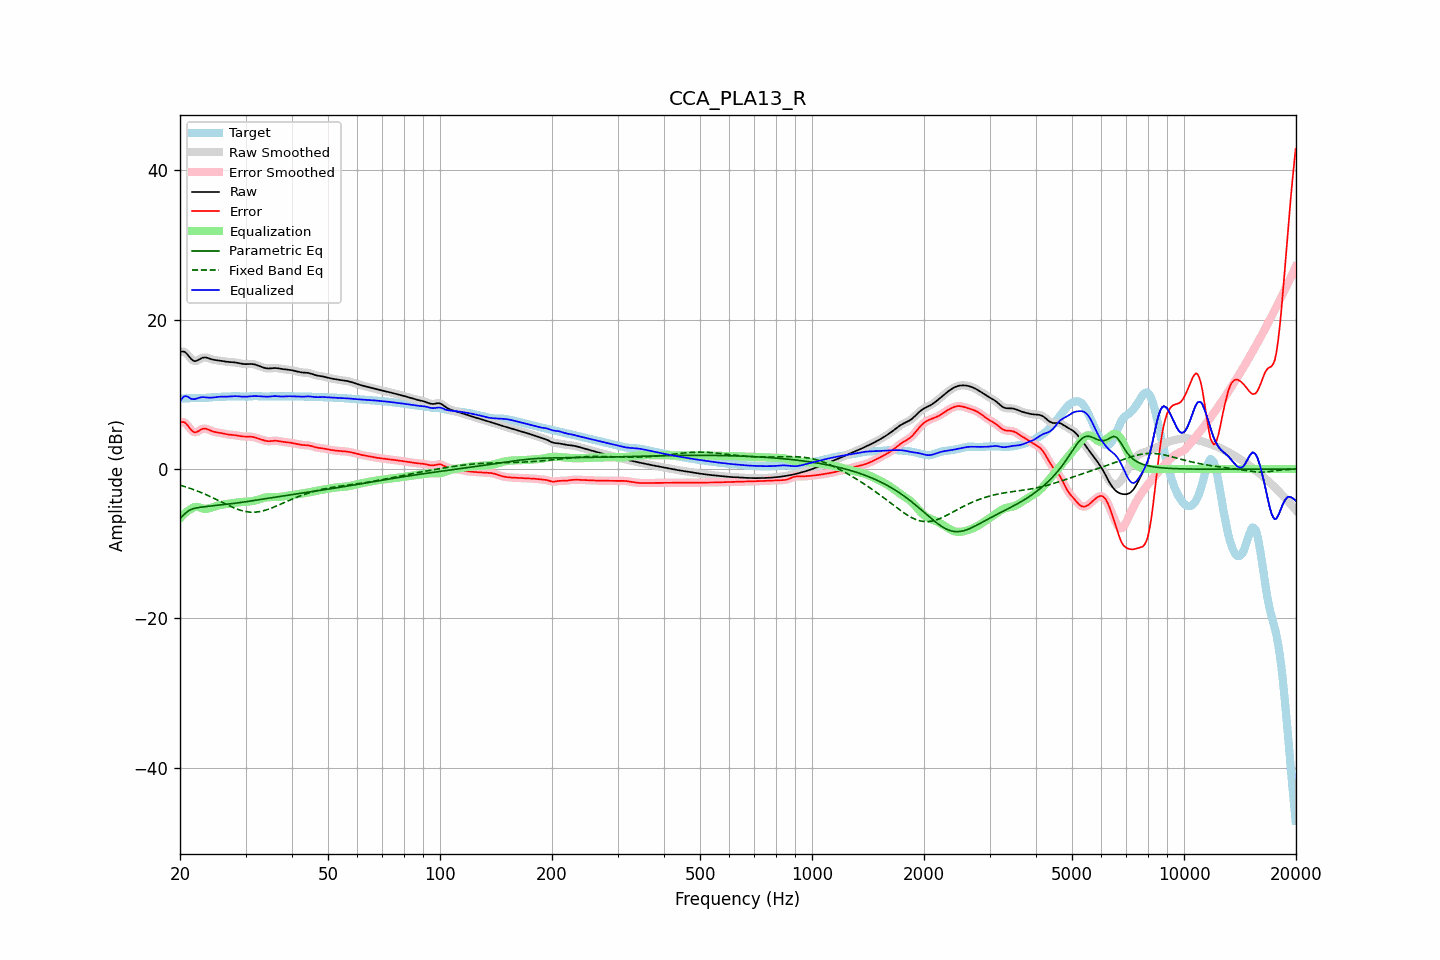 CCA_PLA13_R
Target
Raw Smoothed
Error Smoothed
Raw
Error
Equalization
Parametric Eq
Fixed Band Eq
Equalized
40
20
0
−20
−40
Amplitude (dBr)
20
50
100
200
500
1000
2000
5000
10000
20000
Frequency (Hz)